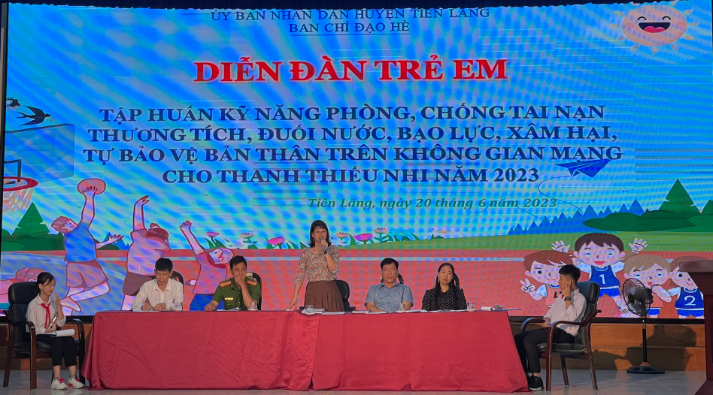 ỦY BAN NHÂN DÂN HUYỆN TIÊN LÃNG
BAN CHỈ ĐẠO HÈ
DIỄN ĐÀN TRẺ EM
TẬP HUẤN KỸ NĂNG PHÒNG, CHỐNG TAI NẠN
THƯƠNG TÍCH, ĐUỐI NƯỚC, BẠO LỰC, XÂM HẠI,
TỰ BẢO VỆ BẢN THÂN TRÊN KHÔNG GIAN MẠNG
CHO THANH THIẾU NHI NĂM 2023
Tiên Lãng, ngày 20 tháng 6 năm 2023
1
2